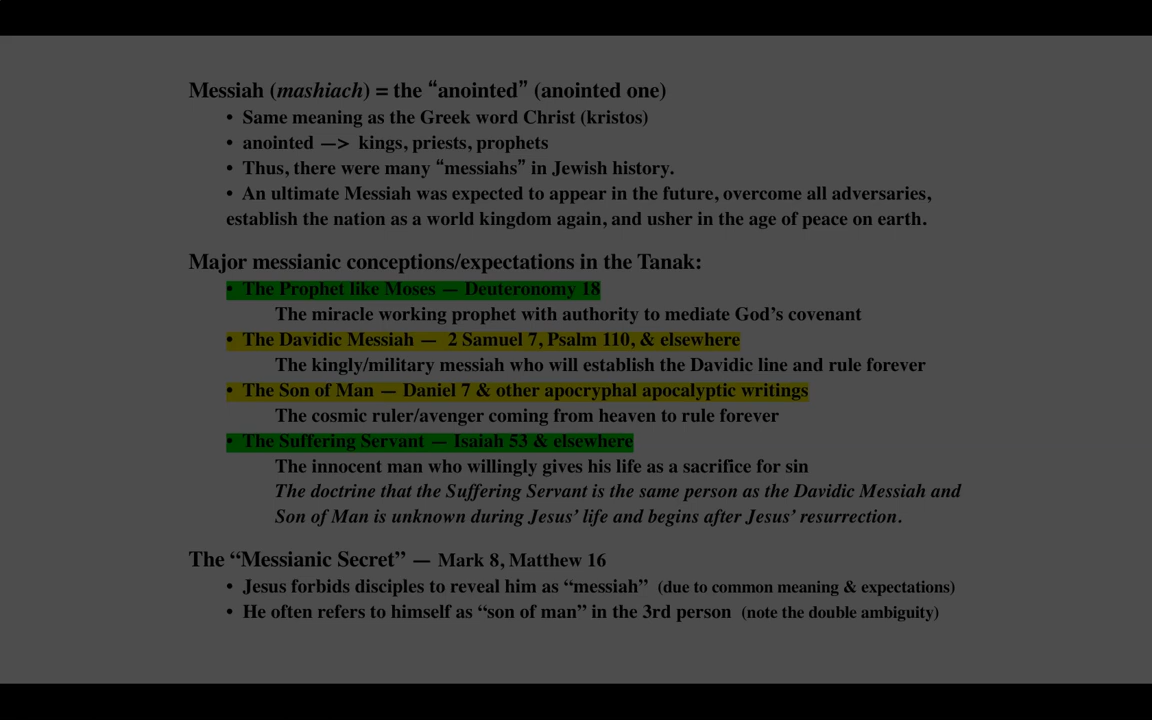 Messiah (mashiach) = the “anointed” (anointed one)
• Same meaning as the Greek word Christ (kristos)
• anointed —> kings, priests, prophets
• Thus, there were many “messiahs” in Jewish history.
• An ultimate Messiah was expected to appear in the future, overcome all adversaries,
establish the nation as a world kingdom again, and usher in the age of peace on earth.
Major messianic conceptions/expectations in the Tanak:
• The Prophet like Moses — Deuteronomy 18
The miracle working prophet with authority to mediate God’s covenant
• The Davidic Messiah — 2 Samuel 7, Psalm 110, & elsewhere
The kingly/military messiah who will establish the Davidic line and rule forever
• The Son of Man — Daniel 7 & other apocryphal apocalyptic writings
The cosmic ruler/avenger coming from heaven to rule forever
• The Suffering Servant — Isaiah 53 & elsewhere
The innocent man who willingly gives his life as a sacrifice for sin
The doctrine that the Suffering Servant is the same person as the Davidic Messiah and
Son of Man is unknown during Jesus’ life and begins after Jesus’ resurrection.
The “Messianic Secret” — Mark 8, Matthew 16
• Jesus forbids disciples to reveal him as “messiah” (due to common meaning & expectations)
• He often refers to himself as “son of man” in the 3rd person (note the double ambiguity)